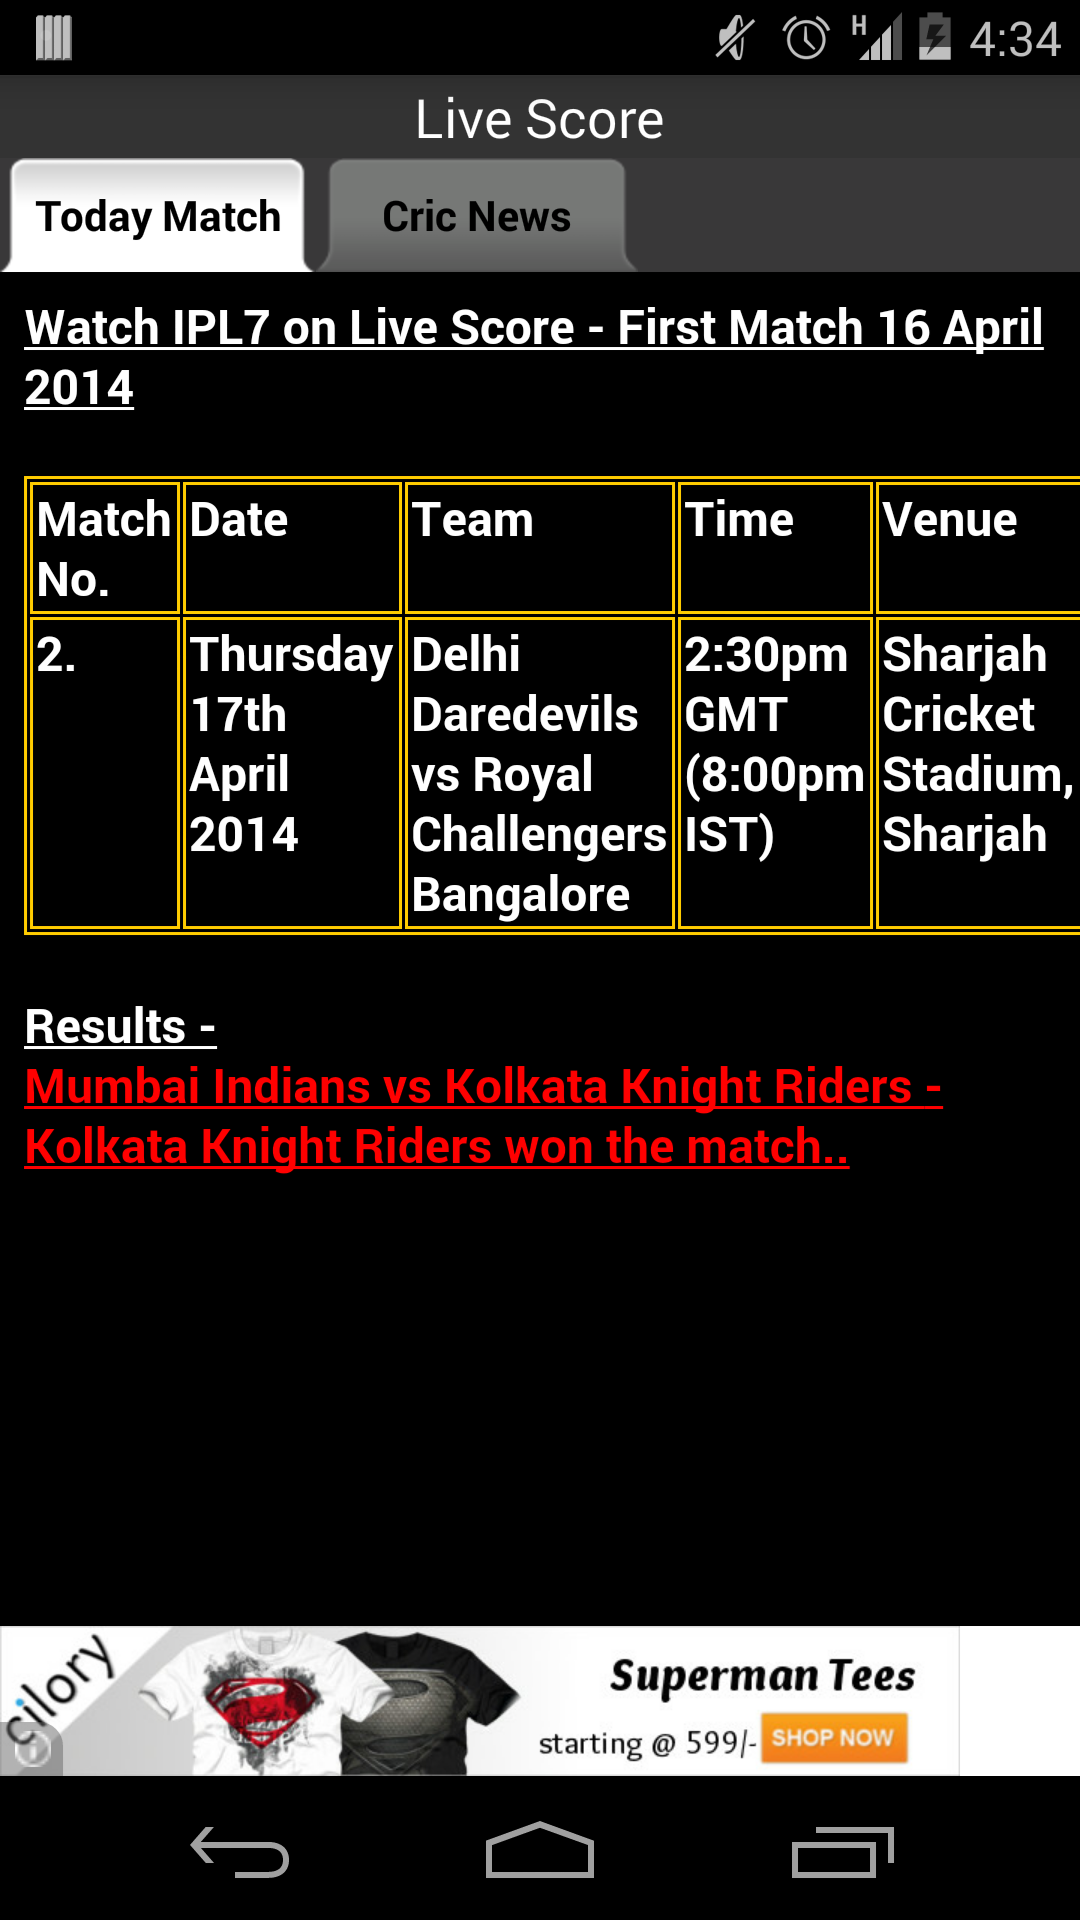 H 4:34
Live Score
Today Match Cric News
Watch IPL7 on Live Score - First Match 16 April
2014
Match No. Date Team Time Venue
2. Thursday 17th April 2014 Delhi Daredevils vs Royal Challengers Bangalore 2:30pm GMT (8:00pm IST) Sharjah Cricket Stadium, Sharjah
Results -
Mumbai Indians vs Kolkata Knight Riders -
Kolkata Knight Riders won the match..
cilory
Superman Tees
starting @ 599/- SHOP NOW